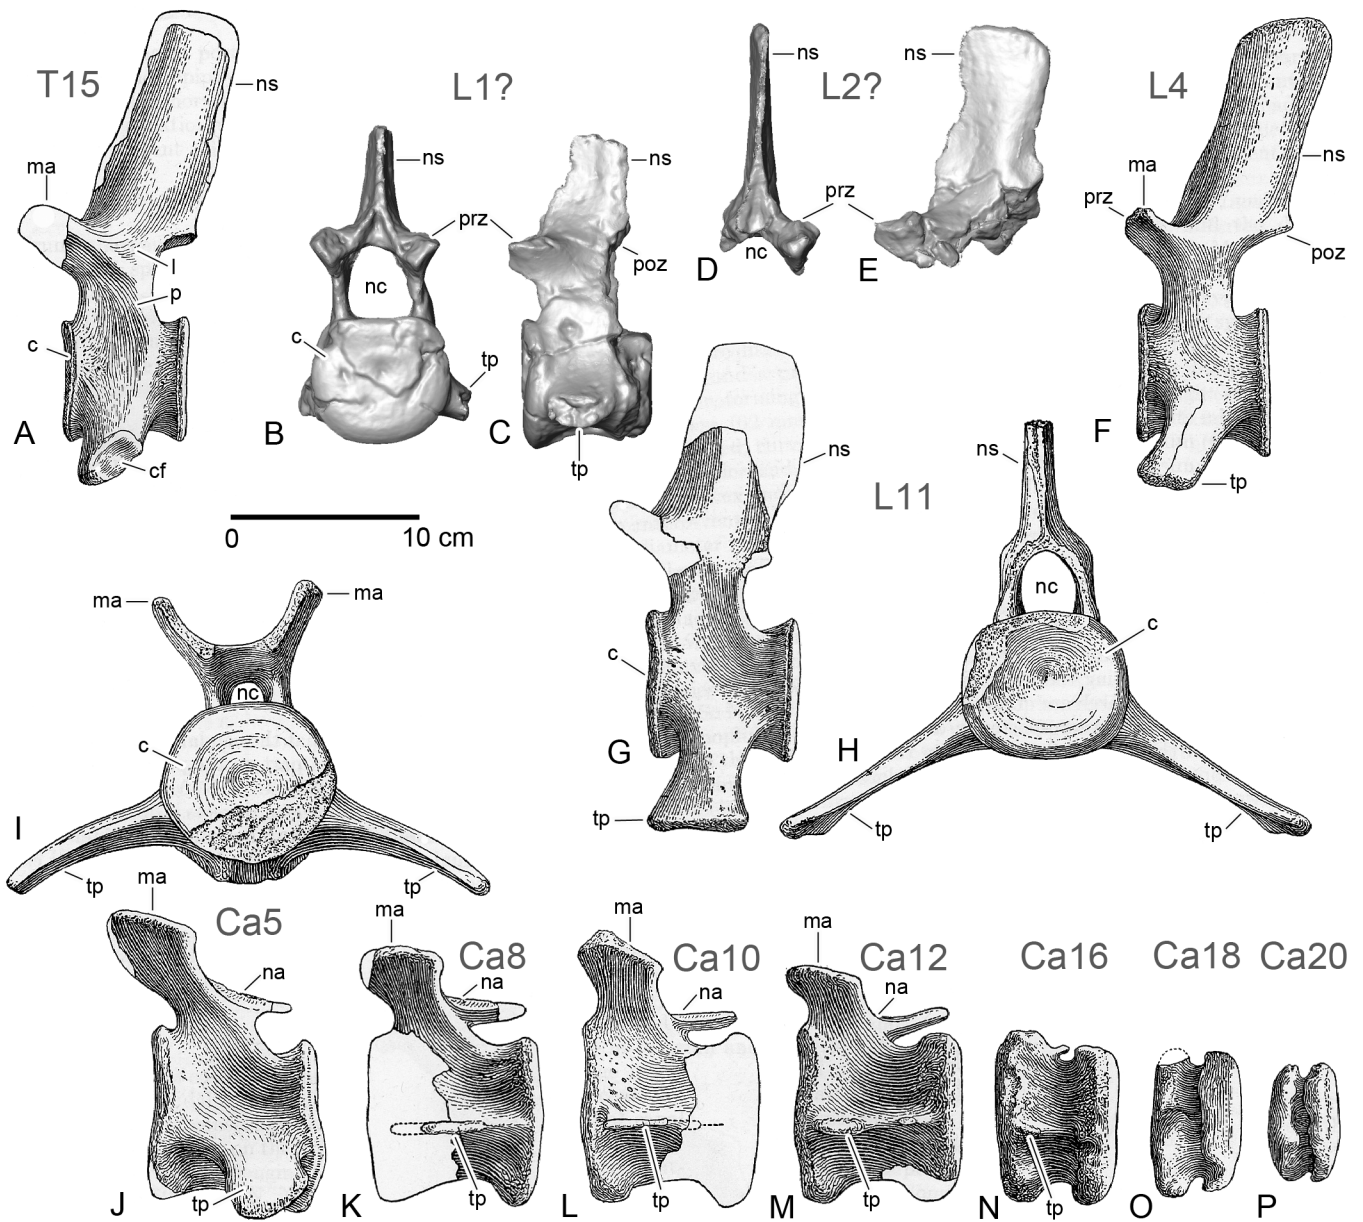 T15
ns
ma
l
p
c
A
cf
L1?
ns
prz
nc
c
tp
B
ns
poz
C
tp
L2?
ns
ns
prz
nc
D
E
L4
ma
prz
ns
poz
F
tp
0
10 cm
ns
L11
c
G
tp
ns
nc
c
H
tp
tp
ma
ma
nc
c
I
tp
tp
Ca5
ma
na
J
tp
Ca8
ma
na
K
tp
Ca10
ma
na
L
tp
Ca12
ma
na
M
tp
Ca16
N
tp
Ca18
O
Ca20
P